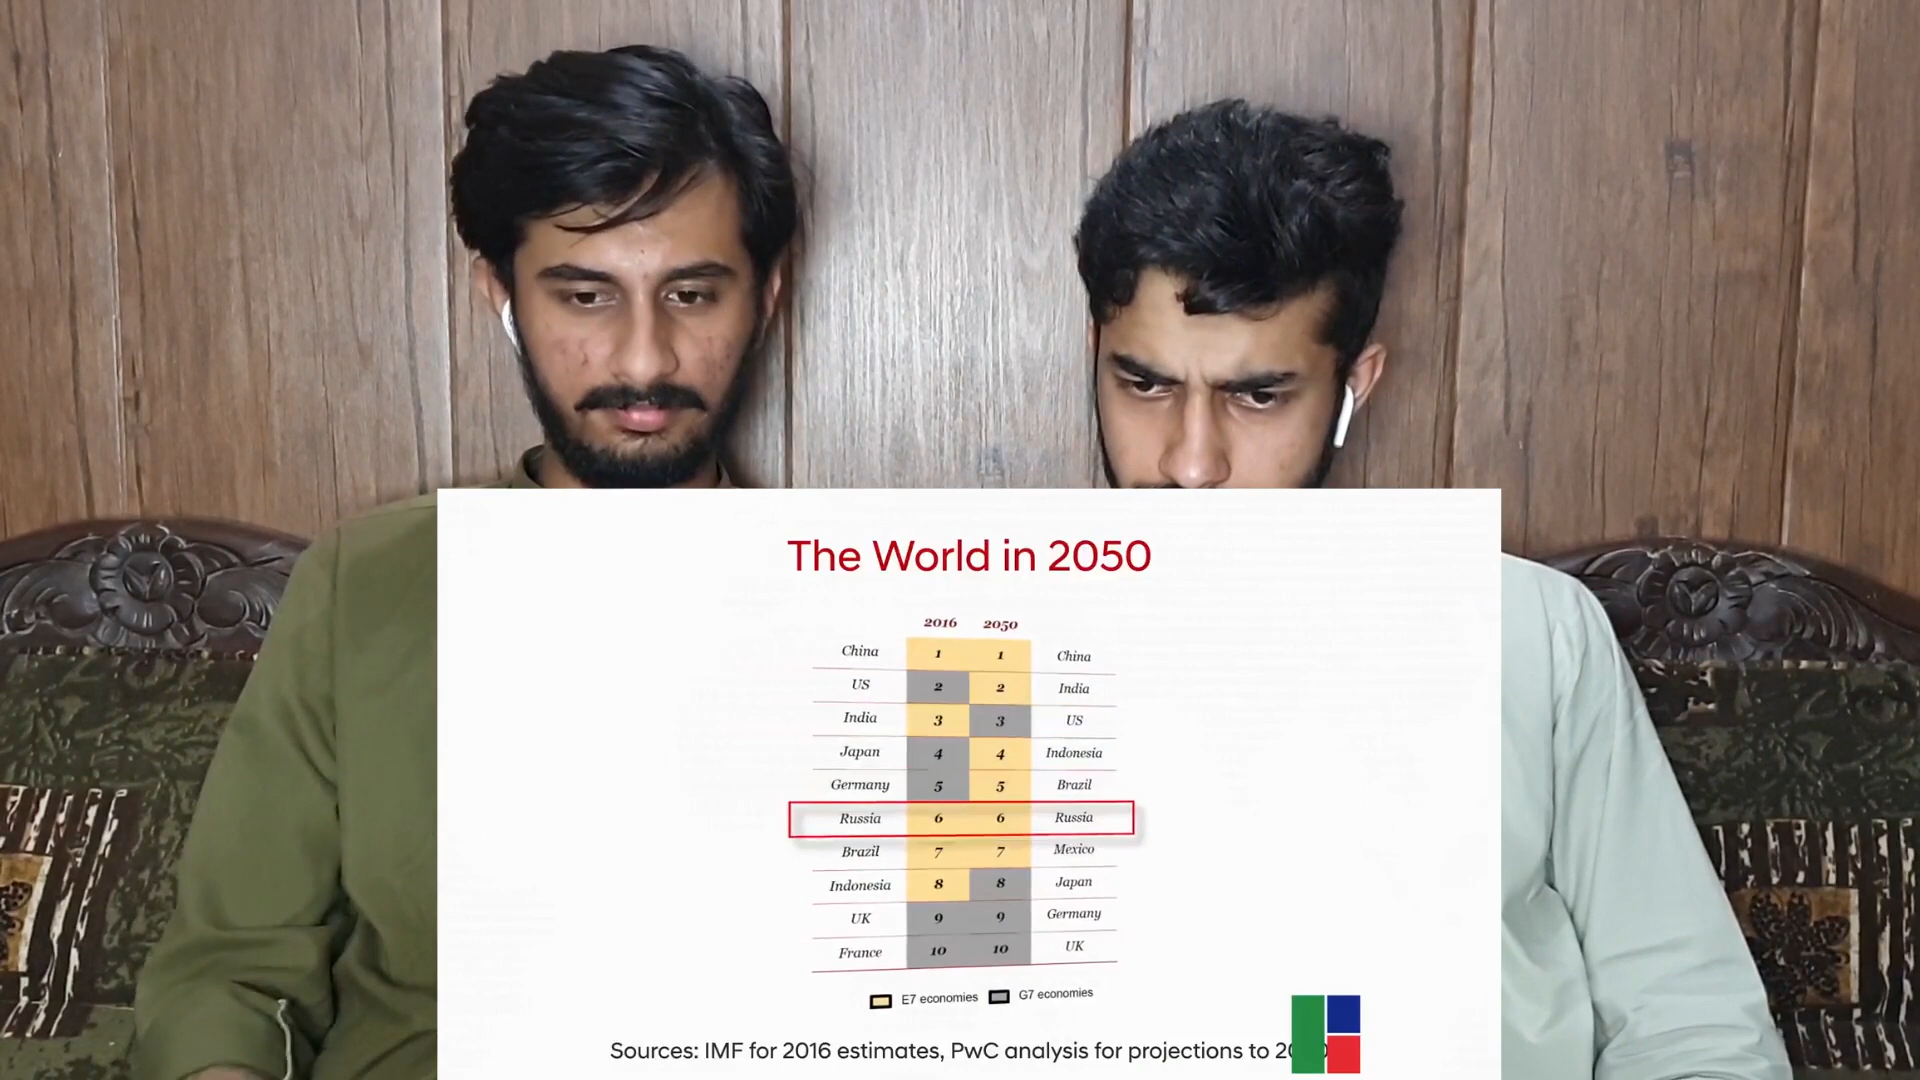 The World in 2050
2016 2050
China 1 1 China
US 2 2 India
India 3 3 US
Japan 4 4 Indonesia
Germany 5 5 Brazil
Russia 6 6 Russia
Brazil 7 7 Mexico
Indonesia 8 8 Japan
UK 9 9 Germany
France 10 10 UK
E7 economies G7 economies
Sources: IMF for 2016 estimates, PwC analysis for projections to